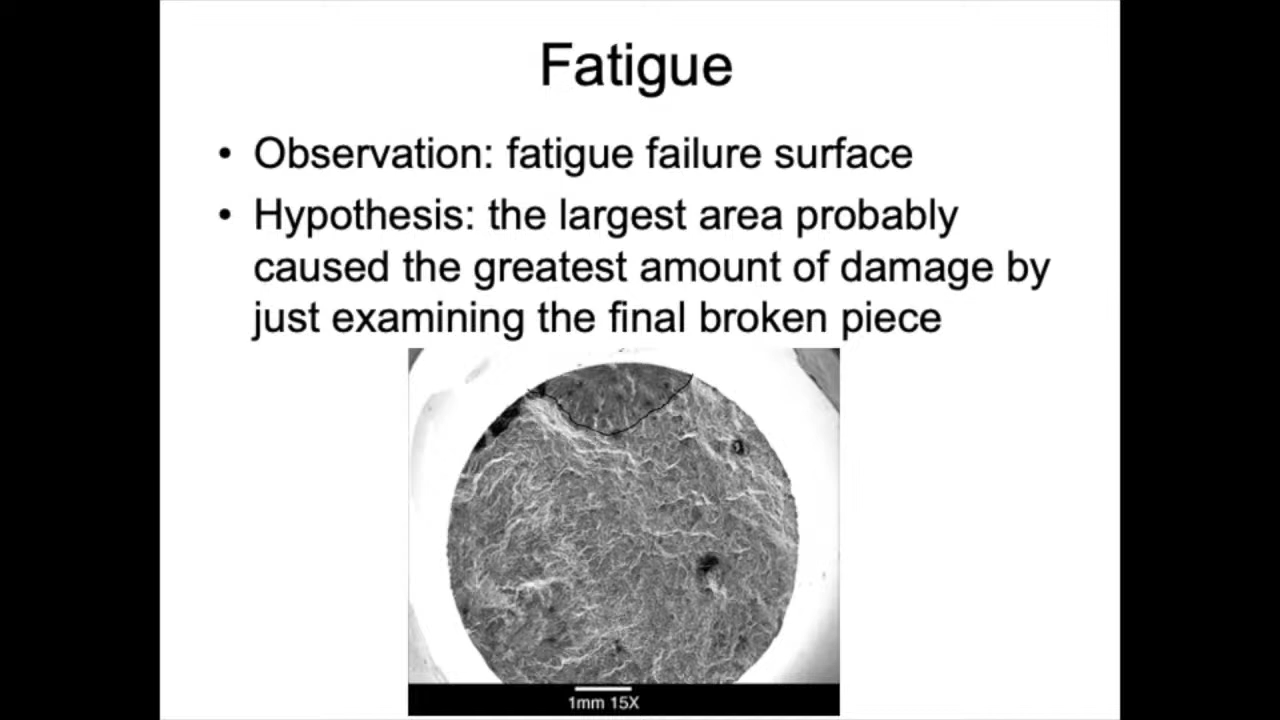 Fatigue
• Observation: fatigue failure surface
• Hypothesis: the largest area probably
caused the greatest amount of damage by
just examining the final broken piece
1mm 15X